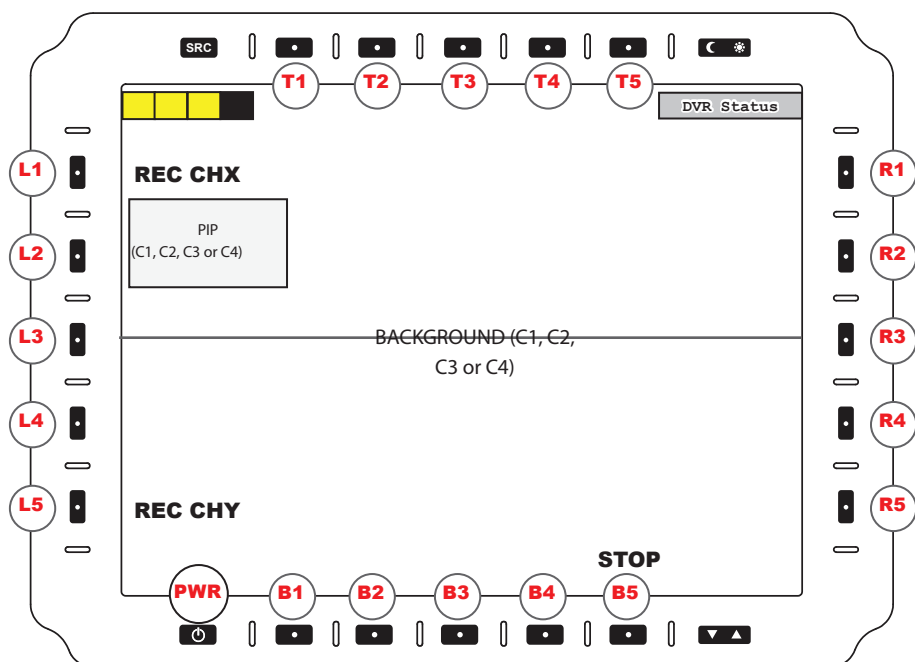 SRC
T1 T2 T3 T4 T5
DVR Status
L1 REC CHX R1
PIP
(C1, C2, C3 or C4)
L2 R2
BACKGROUND (C1, C2,
C3 or C4)
L3 R3
L4 R4
L5 REC CHY R5
STOP
PWR B1 B2 B3 B4 B5